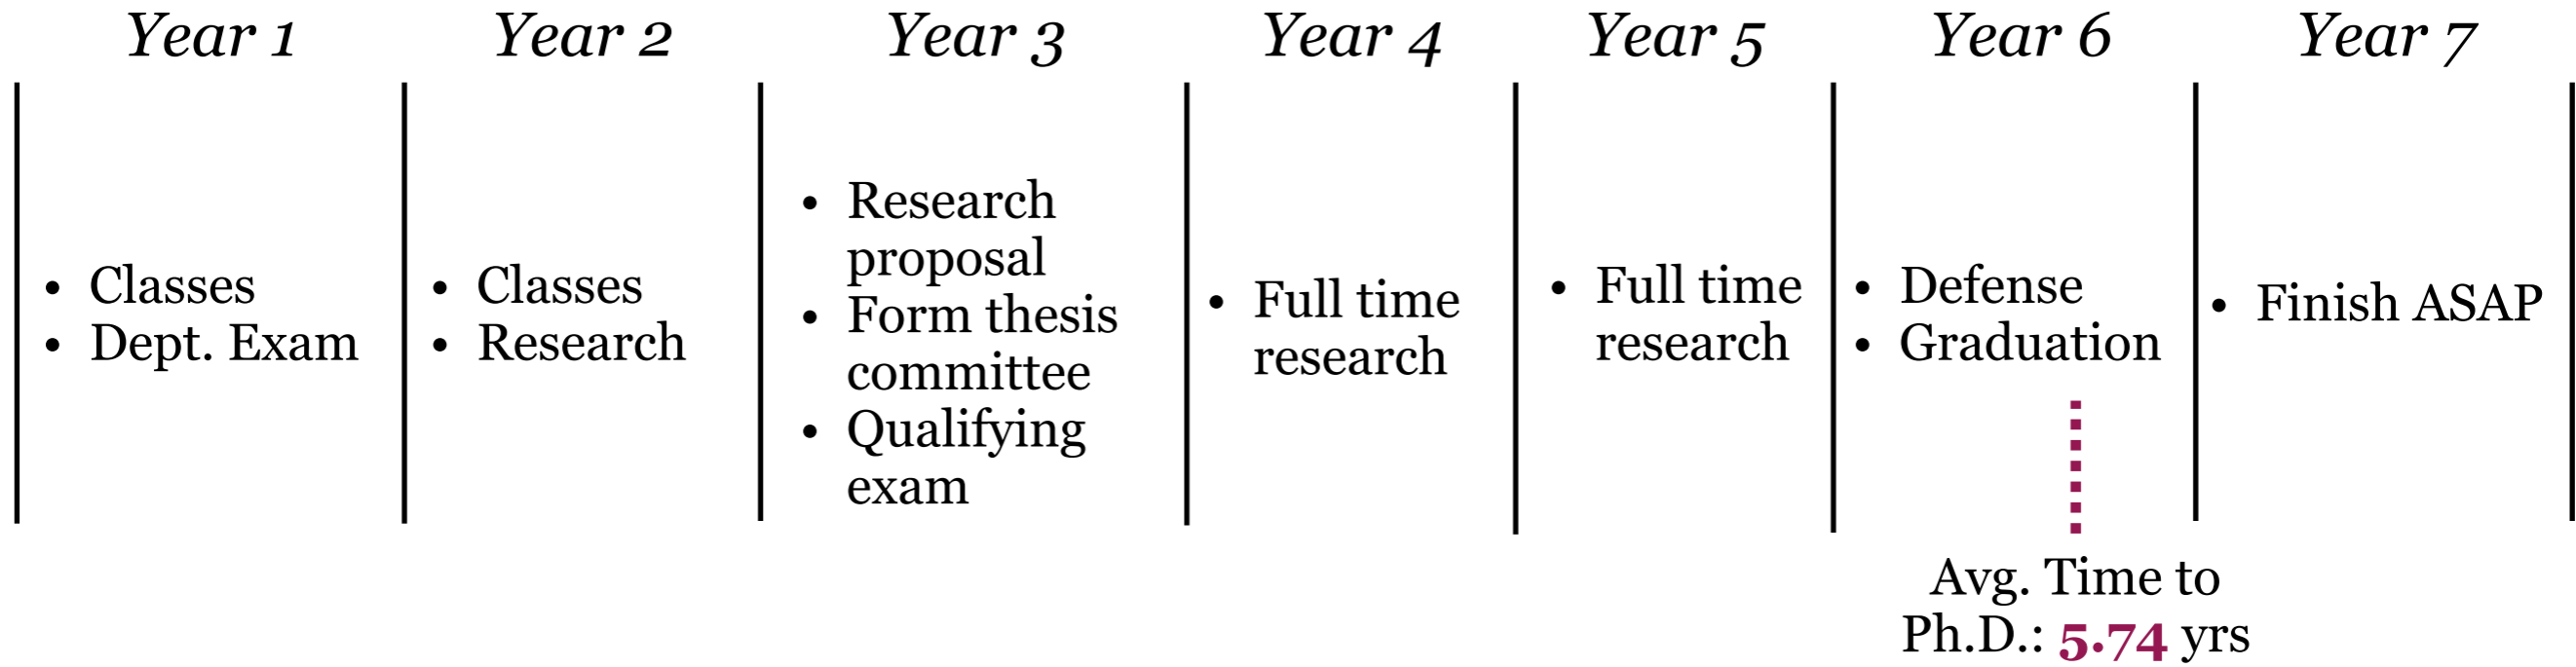 Year 1
Year 2
Year 3
Year 4
Year 5
Year 6
Year 7
• Classes
• Dept. Exam
• Classes
• Research
• Research
proposal
• Form thesis
committee
• Qualifying
exam
• Full time
research
• Full time
research
• Defense
• Graduation
• Finish ASAP
Avg. Time to
Ph.D.: 5.74 yrs